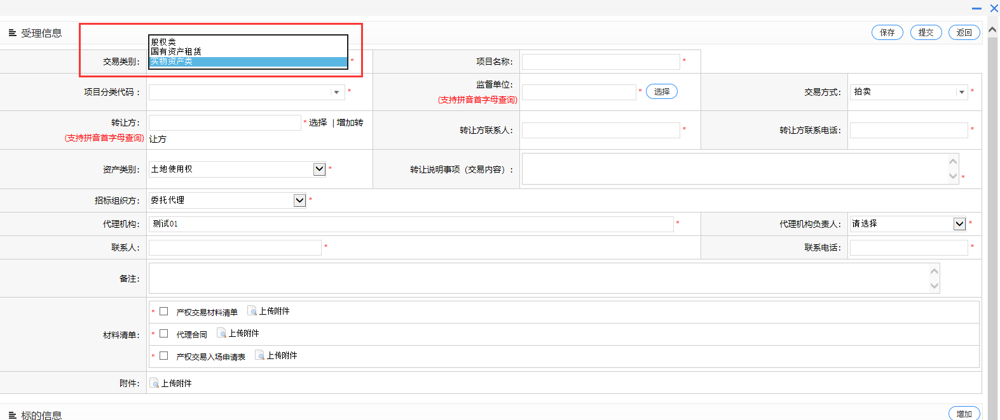 受理信息
保存
提交
返回
股权类
国有资产租赁
实物资产类
交易类别:
*
项目名称:
*
项目分类代码 :
*
监督单位:
(支持拼音首字母查询)
*
选择
交易方式:
拍卖
*
转让方:
(支持拼音首字母查询)
* 选择 | 增加转
让方
转让方联系人:
*
转让方联系电话:
*
资产类别:
土地使用权
*
转让说明事项（交易内容）:
*
招标组织方:
委托代理
*
代理机构:
测试01
*
代理机构负责人:
请选择
*
联系人:
*
联系电话:
*
备注:
材料清单:
* 产权交易材料清单 上传附件
* 代理合同 上传附件
* 产权交易入场申请表 上传附件
附件:
上传附件
标的信息
增加